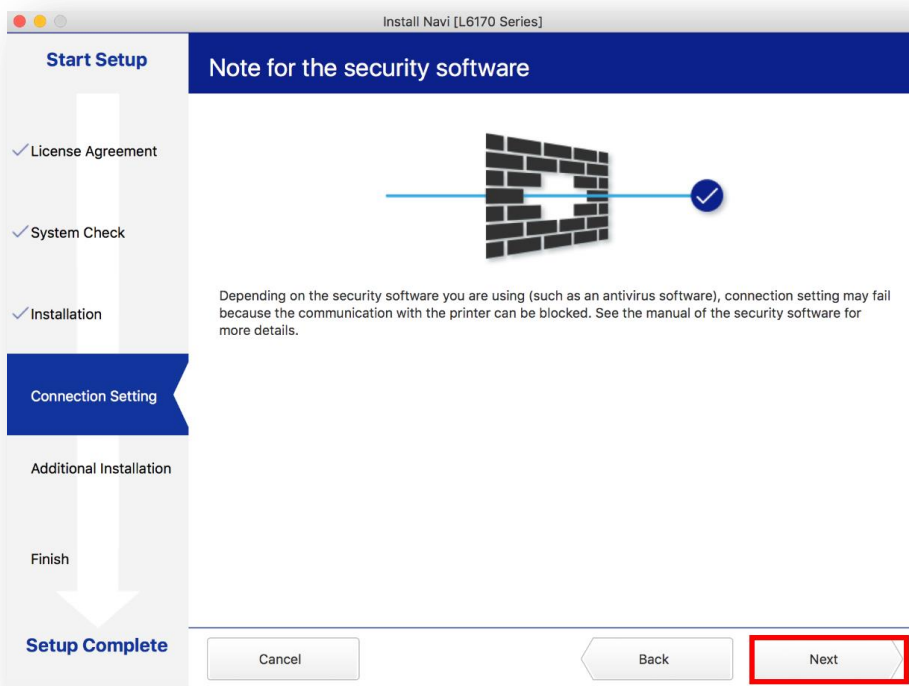 Install Navi [L6170 Series]
Start Setup
Note for the security software
License Agreement
System Check
Installation
Depending on the security software you are using (such as an antivirus software), connection setting may fail
because the communication with the printer can be blocked. See the manual of the security software for
more details.
Connection Setting
Additional Installation
Finish
Setup Complete
Cancel
Back
Next